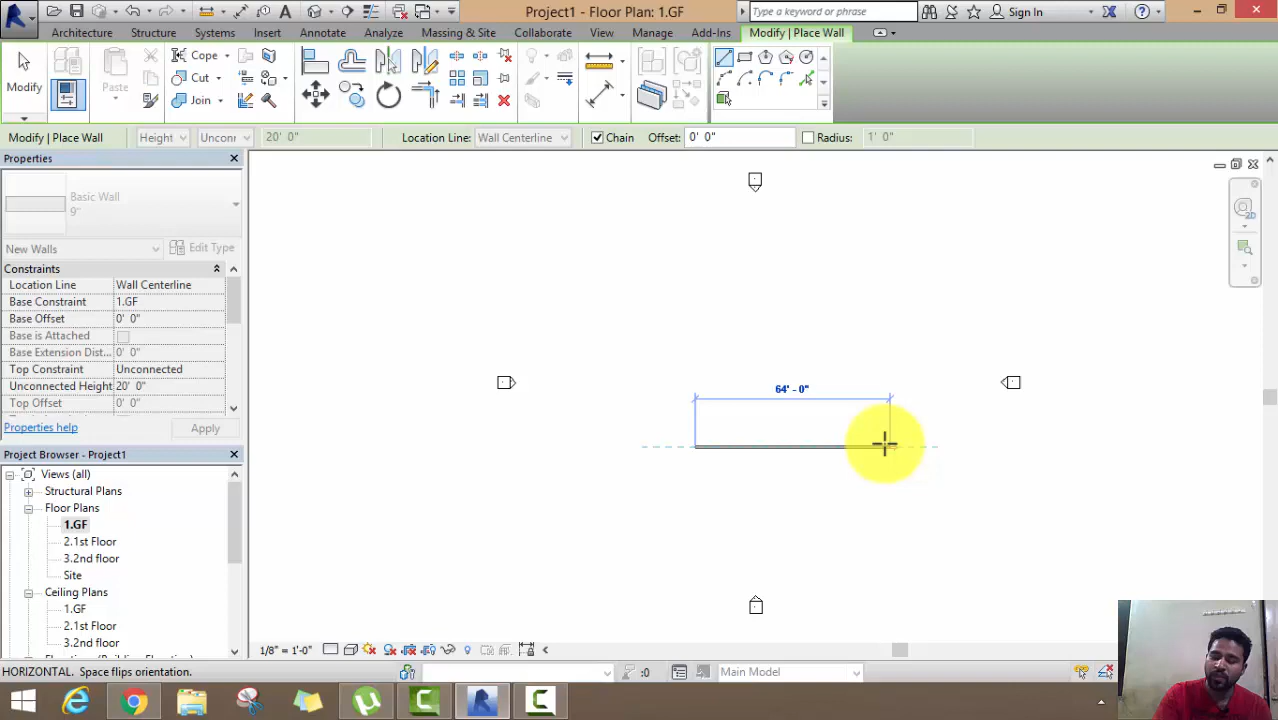 Project1 - Floor Plan: 1.GF
Type a keyword or phrase
Sign In
Architecture Structure Systems Insert Annotate Analyze Massing & Site Collaborate View Manage Add-Ins Modify | Place Wall
Modify
Paste
Cope
Cut
Join
Modify | Place Wall
Height
Uncon
20' 0"
Location Line:
Wall Centerline
Chain
Offset:
0' 0"
Radius:
1' 0"
Properties
Basic Wall
9"
New Walls
Edit Type
Constraints
Location Line Wall Centerline
Base Constraint 1.GF
Base Offset 0' 0"
Base is Attached
Base Extension Dist... 0' 0"
Top Constraint Unconnected
Unconnected Height 20' 0"
Top Offset 0' 0"
Properties help
Apply
Project Browser - Project1
Views (all)
Structural Plans
Floor Plans
1.GF
2.1st Floor
3.2nd floor
Site
Ceiling Plans
1.GF
2.1st Floor
3.2nd floor
64' - 0"
2D
1/8" = 1'-0"
HORIZONTAL Space flips orientation.
:0
Main Model